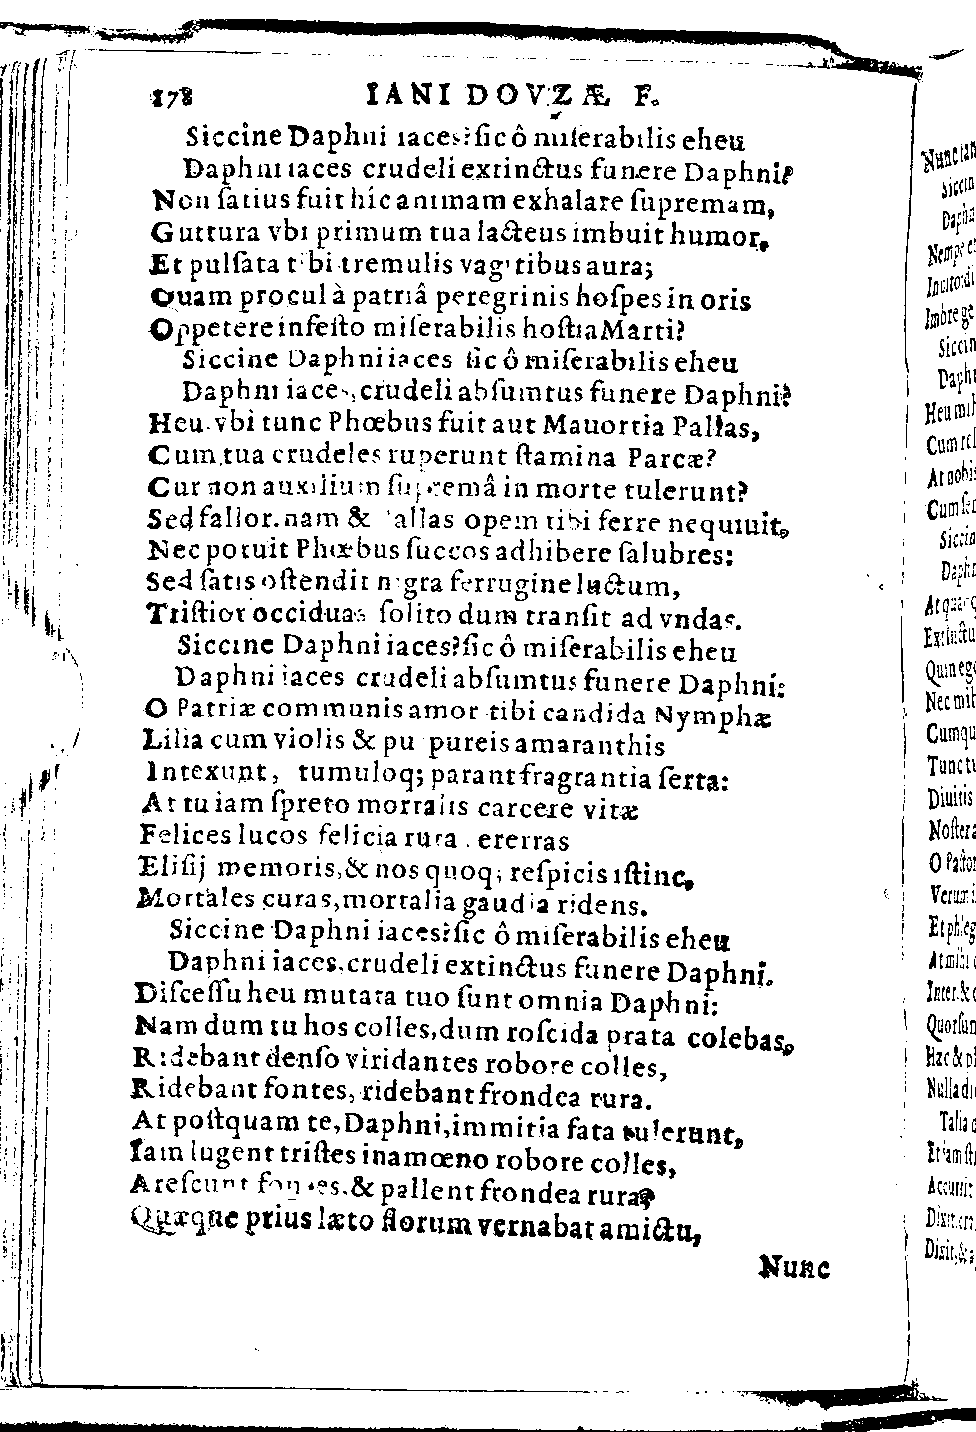 178 IANI DOVZÆ F.
Siccine Daphni iaces? ſic ô miſerabilis eheu
Daphni iaces crudeli extinctus funere Daphni?
Non ſatius fuit hîc animam exhalare ſupremam,
Guttura vbi primum tua lacteus imbuit humor,
Et pulſata tibi tremulis vagitibus aura;
Quam procul à patriâ peregrinis hoſpes in oris
Oppetere infeſto miſerabilis hoſtia Marti?
Siccine Daphni iaces ſic ô miſerabilis eheu
Daphni iaces, crudeli abſumtus funere Daphni?
Heu vbi tunc Phœbus fuit aut Mauortia Pallas,
Cum tua crudeles ruperunt ſtamina Parcæ?
Cur non auxilium ſupremâ in morte tulerunt?
Sed fallor. nam & Pallas opem tibi ferre nequiuit,
Nec potuit Phœbus ſuccos adhibere ſalubres:
Sed ſatis oſtendit nigra ferrugine luctum,
Triſtior occiduas ſolito dum tranſit ad vndas.
Siccine Daphni iaces? ſic ô miſerabilis eheu
Daphni iaces crudeli abſumtus funere Daphni:
O Patriæ communis amor tibi candida Nymphæ
Lilia cum violis & purpureis amaranthis
Intexunt, tumuloq; parant fragrantia ſerta:
At tu iam ſpreto mortalis carcere vitæ
Felices lucos felicia rura pererras
Eliſij memoris, & nos quoq; reſpicis iſtinc,
Mortales curas, mortalia gaudia ridens.
Siccine Daphni iaces? ſic ô miſerabilis eheu
Daphni iaces, crudeli extinctus funere Daphni.
Diſceſſu heu mutata tuo ſunt omnia Daphni:
Nam dum tu hos colles, dum roſcida prata colebas,
Ridebant denſo viridantes robore colles,
Ridebant fontes, ridebant frondea rura.
At poſtquam te, Daphni, immitia fata tulerunt,
Iam lugent triſtes inamœno robore colles,
Areſcunt fontes, & pallent frondea rura?
Quæque prius læto florum vernabat amictu,
Nunc